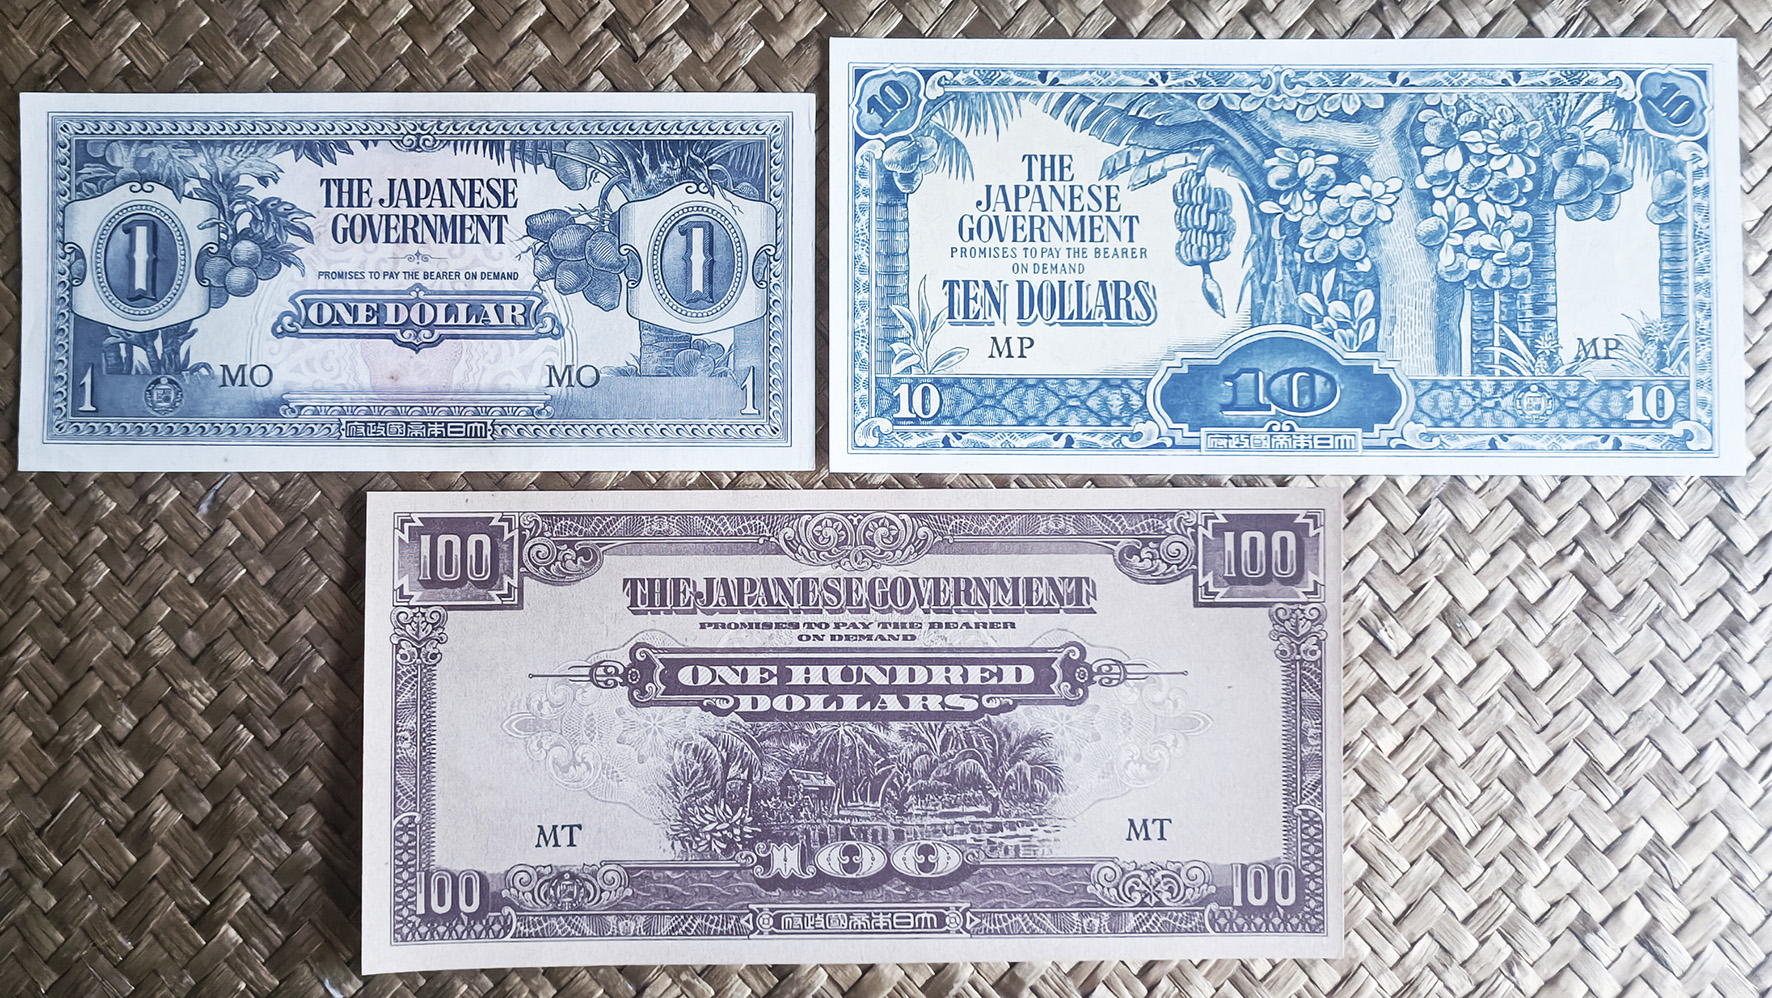 1
THE JAPANESE
GOVERNMENT
PROMISES TO PAY THE BEARER ON DEMAND
ONE DOLLAR
1
MO
MO
1
1
府政國帝本日大
10
10
THE
JAPANESE
GOVERNMENT
PROMISES TO PAY THE BEARER
ON DEMAND
TEN DOLLARS
MP
MP
10
10
10
府政國帝本日大
100
100
THE JAPANESE GOVERNMENT
PROMISES TO PAY THE BEARER
ON DEMAND
ONE HUNDRED
DOLLARS
MT
MT
100
100
100
府政國帝本日大